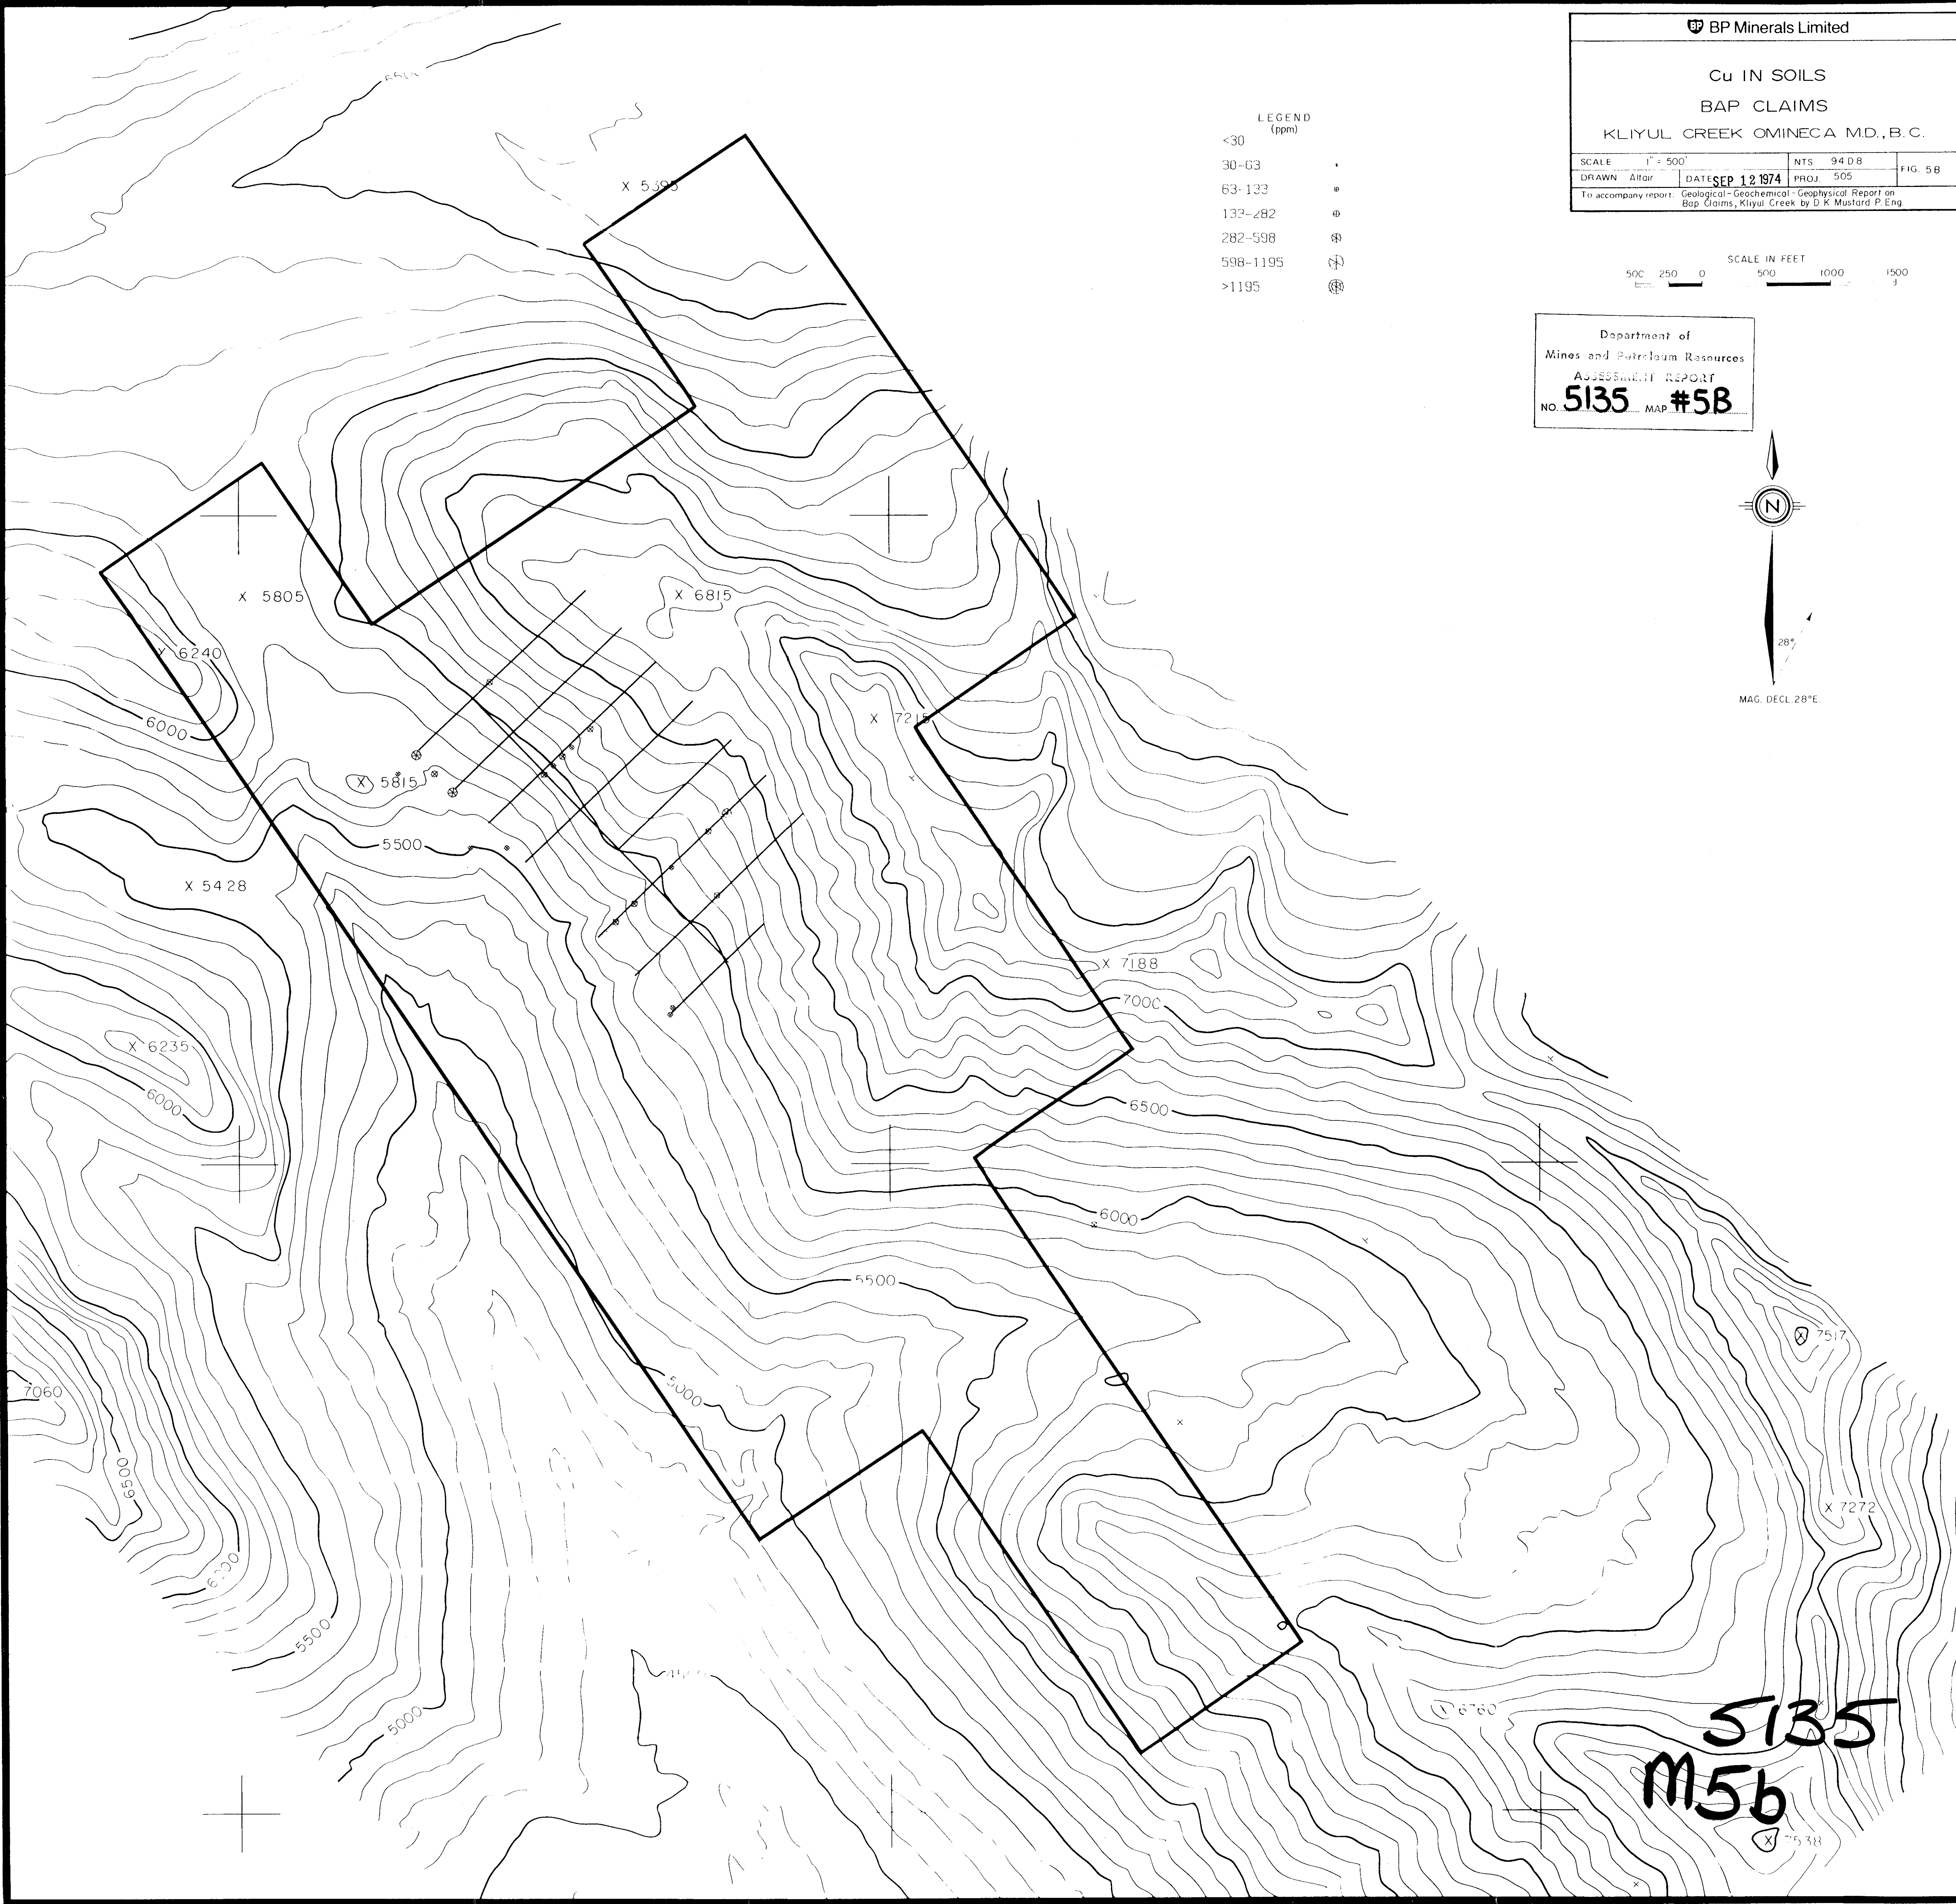 BP BP Minerals Limited
Cu IN SOILS
BAP CLAIMS
KLIYUL CREEK OMINECA M.D., B.C.
SCALE 1" = 500' NTS 94 D 8 FIG. 5B
DRAWN Altair DATE SEP 12 1974 PROJ. 505
To accompany report: Geological-Geochemical-Geophysical Report on
Bap Claims, Kliyul Creek by D.K. Mustard P.Eng.
LEGEND
(ppm)
<30
30-63
63-133
133-282
282-598
598-1195
>1195
SCALE IN FEET
500 250 0 500 1000 1500
Department of
Mines and Petroleum Resources
ASSESSMENT REPORT
NO. 5135 MAP #5B
N
28°
MAG. DECL. 28°E.
X 5395
X 5805
X 6815
X 6240
6000
X 7215
X 5815
5500
X 5428
X 7188
7000
X 6235
6000
6500
6000
5500
X 7517
5000
7060
6500
X 7272
5500
5000
X 6760
5135
M5b
X 7538